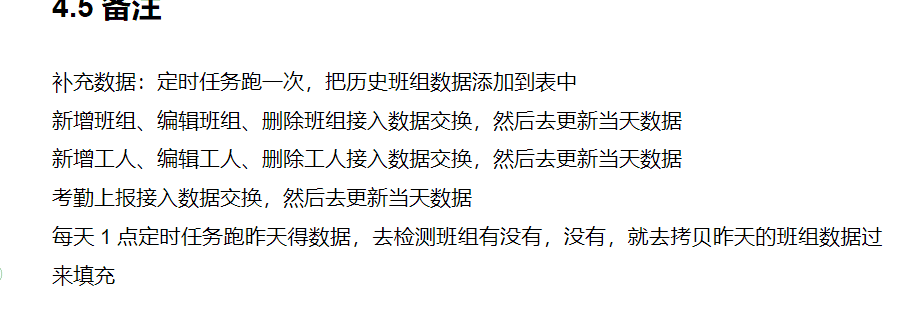 4.5 备注
补充数据：定时任务跑一次，把历史班组数据添加到表中
新增班组、编辑班组、删除班组接入数据交换，然后去更新当天数据
新增工人、编辑工人、删除工人接入数据交换，然后去更新当天数据
考勤上报接入数据交换，然后去更新当天数据
每天 1 点定时任务跑昨天得数据，去检测班组有没有，没有，就去拷贝昨天的班组数据过
来填充